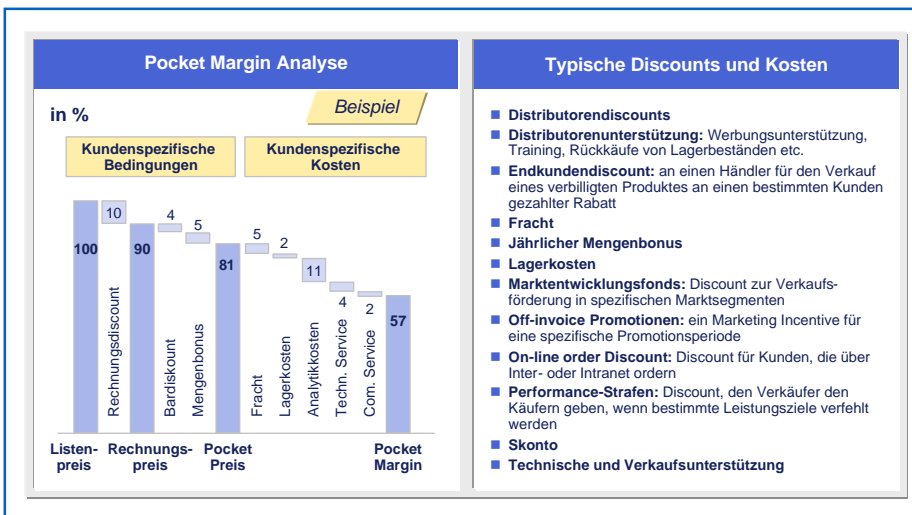 Pocket Margin Analyse
in %
Beispiel
Kundenspezifische
Bedingungen
Kundenspezifische
Kosten
100
10
90
4
5
81
5
2
11
4
2
57
Rechnungsdiscount
Bardiskount
Mengenbonus
Fracht
Lagerkosten
Analytikkosten
Techn. Service
Com. Service
Listen-
preis
Rechnungs-
preis
Pocket
Preis
Pocket
Margin
Typische Discounts und Kosten
Distributorendiscounts
Distributorenunterstützung: Werbungsunterstützung,
Training, Rückkäufe von Lagerbeständen etc.
Endkundendiscount: an einen Händler für den Verkauf
eines verbilligten Produktes an einen bestimmten Kunden
gezahlter Rabatt
Fracht
Jährlicher Mengenbonus
Lagerkosten
Marktentwicklungsfonds: Discount zur Verkaufs-
förderung in spezifischen Marktsegmenten
Off-invoice Promotionen: ein Marketing Incentive für
eine spezifische Promotionsperiode
On-line order Discount: Discount für Kunden, die über
Inter- oder Intranet ordern
Performance-Strafen: Discount, den Verkäufer den
Käufern geben, wenn bestimmte Leistungsziele verfehlt
werden
Skonto
Technische und Verkaufsunterstützung